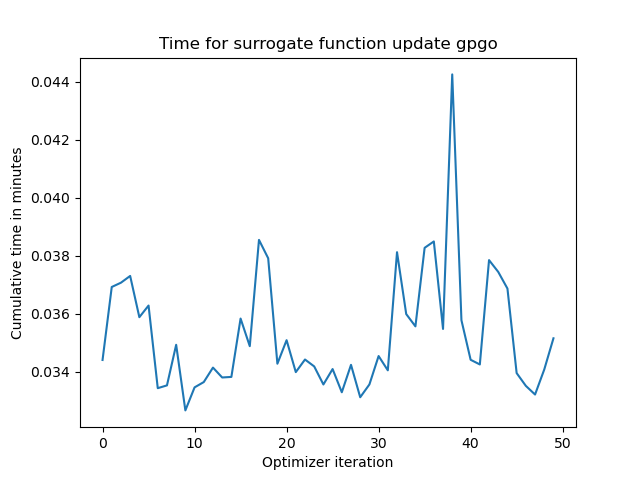 Time for surrogate function update gpgo
Cumulative time in minutes
0.044
0.042
0.040
0.038
0.036
0.034
0 10 20 30 40 50
Optimizer iteration